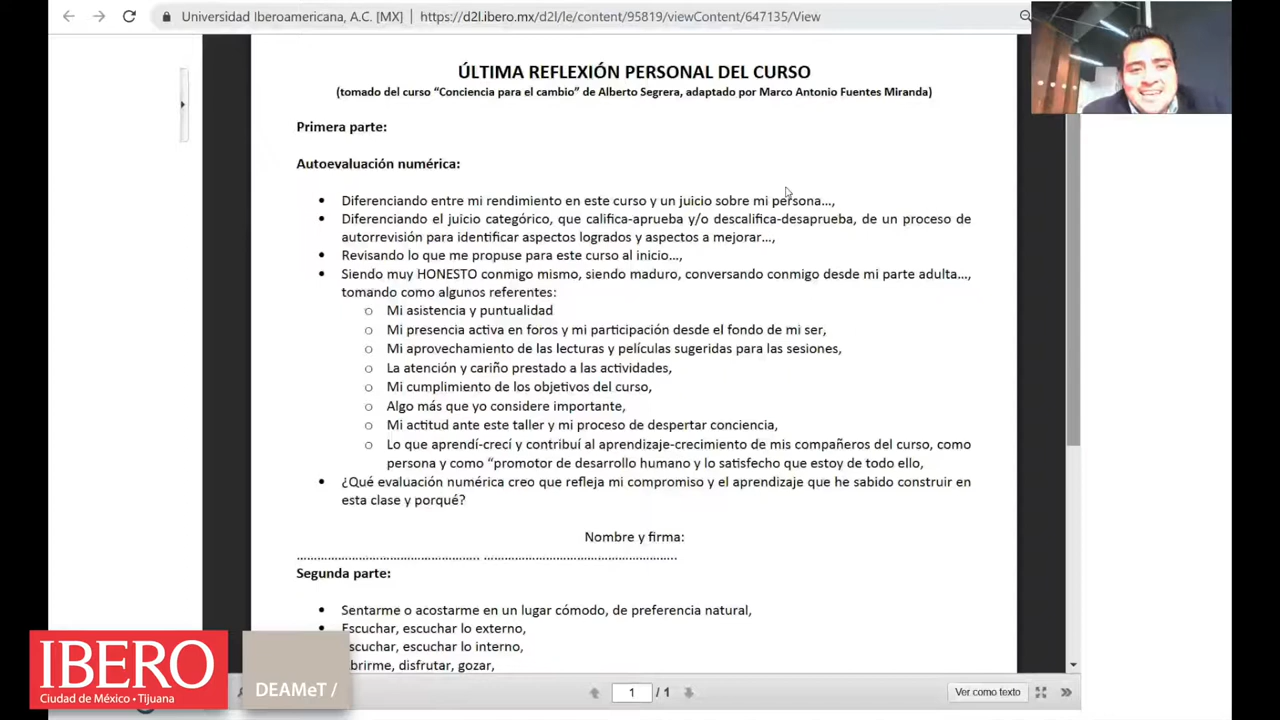 Universidad Iberoamericana, A.C. [MX] | https://d2l.ibero.mx/d2l/le/content/95819/viewContent/647135/View
ÚLTIMA REFLEXIÓN PERSONAL DEL CURSO
(tomado del curso “Conciencia para el cambio” de Alberto Segrera, adaptado por Marco Antonio Fuentes Miranda)
Primera parte:
Autoevaluación numérica:
• Diferenciando entre mi rendimiento en este curso y un juicio sobre mi persona…,
• Diferenciando el juicio categórico, que califica-aprueba y/o descalifica-desaprueba, de un proceso de
autorrevisión para identificar aspectos logrados y aspectos a mejorar…,
• Revisando lo que me propuse para este curso al inicio…,
• Siendo muy HONESTO conmigo mismo, siendo maduro, conversando conmigo desde mi parte adulta…,
tomando como algunos referentes:
o Mi asistencia y puntualidad
o Mi presencia activa en foros y mi participación desde el fondo de mi ser,
o Mi aprovechamiento de las lecturas y películas sugeridas para las sesiones,
o La atención y cariño prestado a las actividades,
o Mi cumplimiento de los objetivos del curso,
o Algo más que yo considere importante,
o Mi actitud ante este taller y mi proceso de despertar conciencia,
o Lo que aprendí-crecí y contribuí al aprendizaje-crecimiento de mis compañeros del curso, como
persona y como “promotor de desarrollo humano y lo satisfecho que estoy de todo ello,
• ¿Qué evaluación numérica creo que refleja mi compromiso y el aprendizaje que he sabido construir en
esta clase y porqué?
Nombre y firma:
Segunda parte:
• Sentarme o acostarme en un lugar cómodo, de preferencia natural,
• Escuchar, escuchar lo externo,
scuchar, escuchar lo interno,
brirme, disfrutar, gozar,
IBERO
Ciudad de México • Tijuana
DEAMeT /
1 / 1
Ver como texto